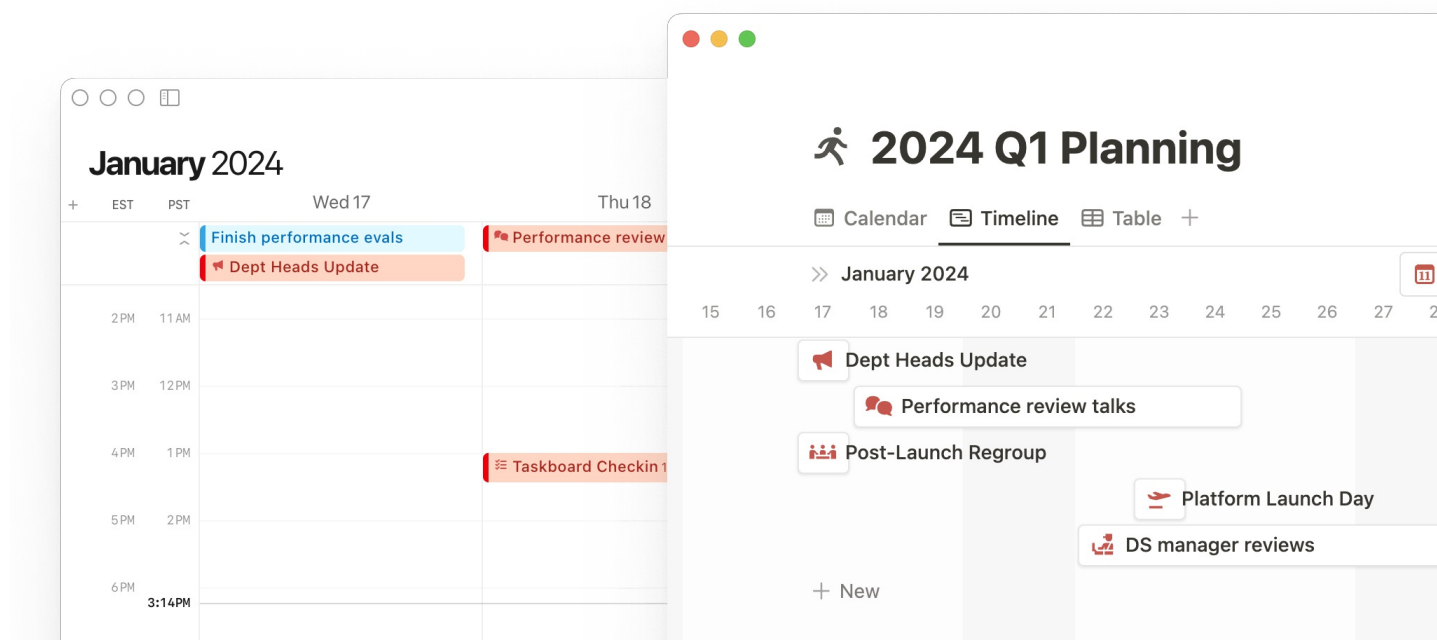 January 2024
+ EST PST Wed 17 Thu 18
Finish performance evals
Dept Heads Update
Performance review
2 PM 11 AM
3 PM 12 PM
4 PM 1 PM
Taskboard Checkin 1
5 PM 2 PM
6 PM
3:14PM
2024 Q1 Planning
Calendar Timeline Table +
January 2024
11
15 16 17 18 19 20 21 22 23 24 25 26 27 2
Dept Heads Update
Performance review talks
Post-Launch Regroup
Platform Launch Day
DS manager reviews
+ New